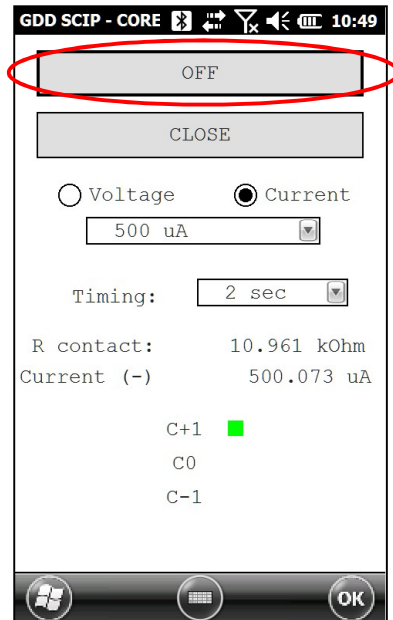 GDD SCIP - CORE 10:49
OFF
CLOSE
Voltage Current
500 uA
Timing: 2 sec
R contact: 10.961 kOhm
Current (-) 500.073 uA
C+1
C0
C-1
OK